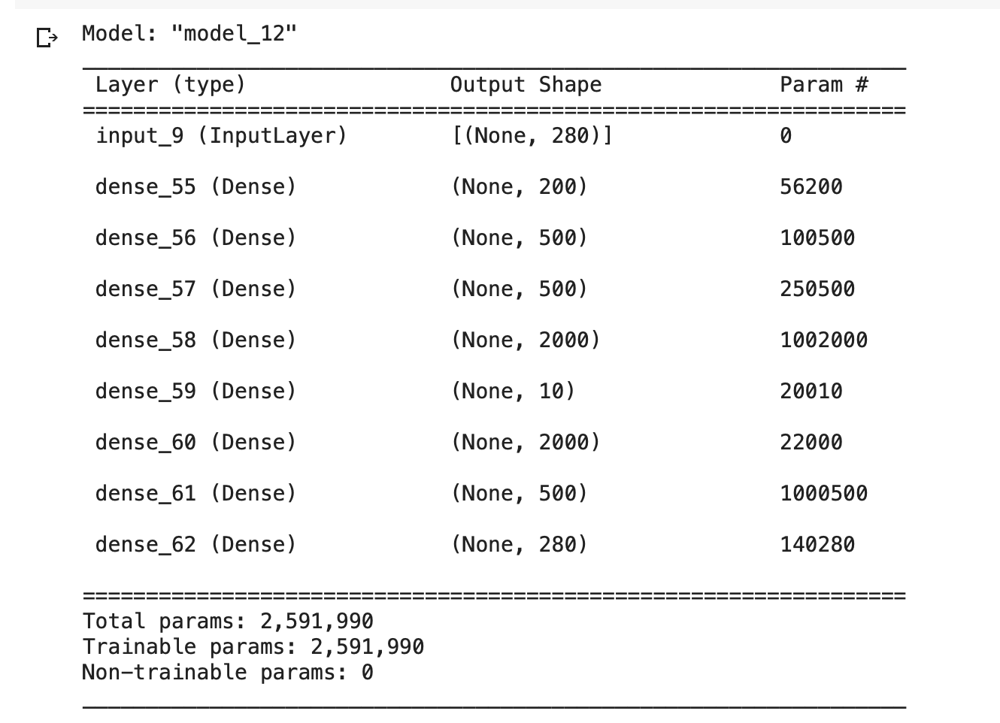 Model: "model_12"
Layer (type) Output Shape Param #
=================================================================
input_9 (InputLayer) [(None, 280)] 0
dense_55 (Dense) (None, 200) 56200
dense_56 (Dense) (None, 500) 100500
dense_57 (Dense) (None, 500) 250500
dense_58 (Dense) (None, 2000) 1002000
dense_59 (Dense) (None, 10) 20010
dense_60 (Dense) (None, 2000) 22000
dense_61 (Dense) (None, 500) 1000500
dense_62 (Dense) (None, 280) 140280
=================================================================
Total params: 2,591,990
Trainable params: 2,591,990
Non-trainable params: 0